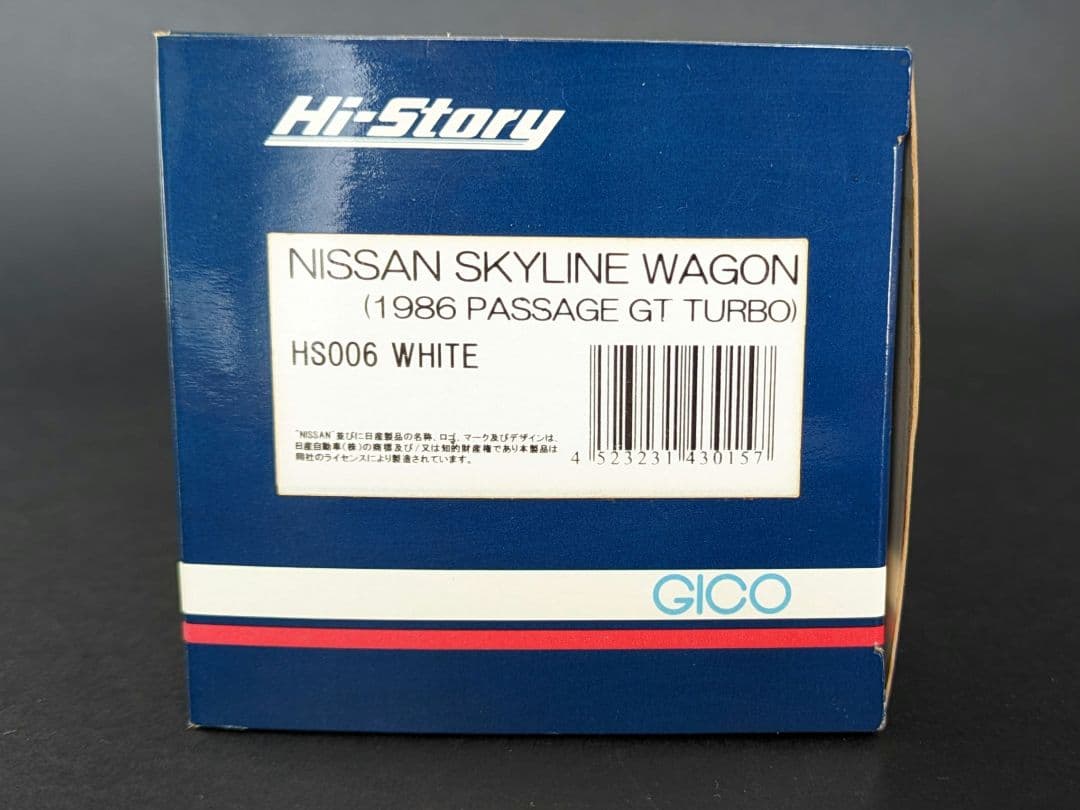 Hi-Story
NISSAN SKYLINE WAGON
(1986 PASSAGE GT TURBO)
HS006 WHITE
"NISSAN"並びに日産製品の名称、ロゴ、マーク及びデザインは、
日産自動車(株)の商標及び/又は知的財産権であり本製品は
同社のライセンスにより製造されています。
4 523231 430157
GICO